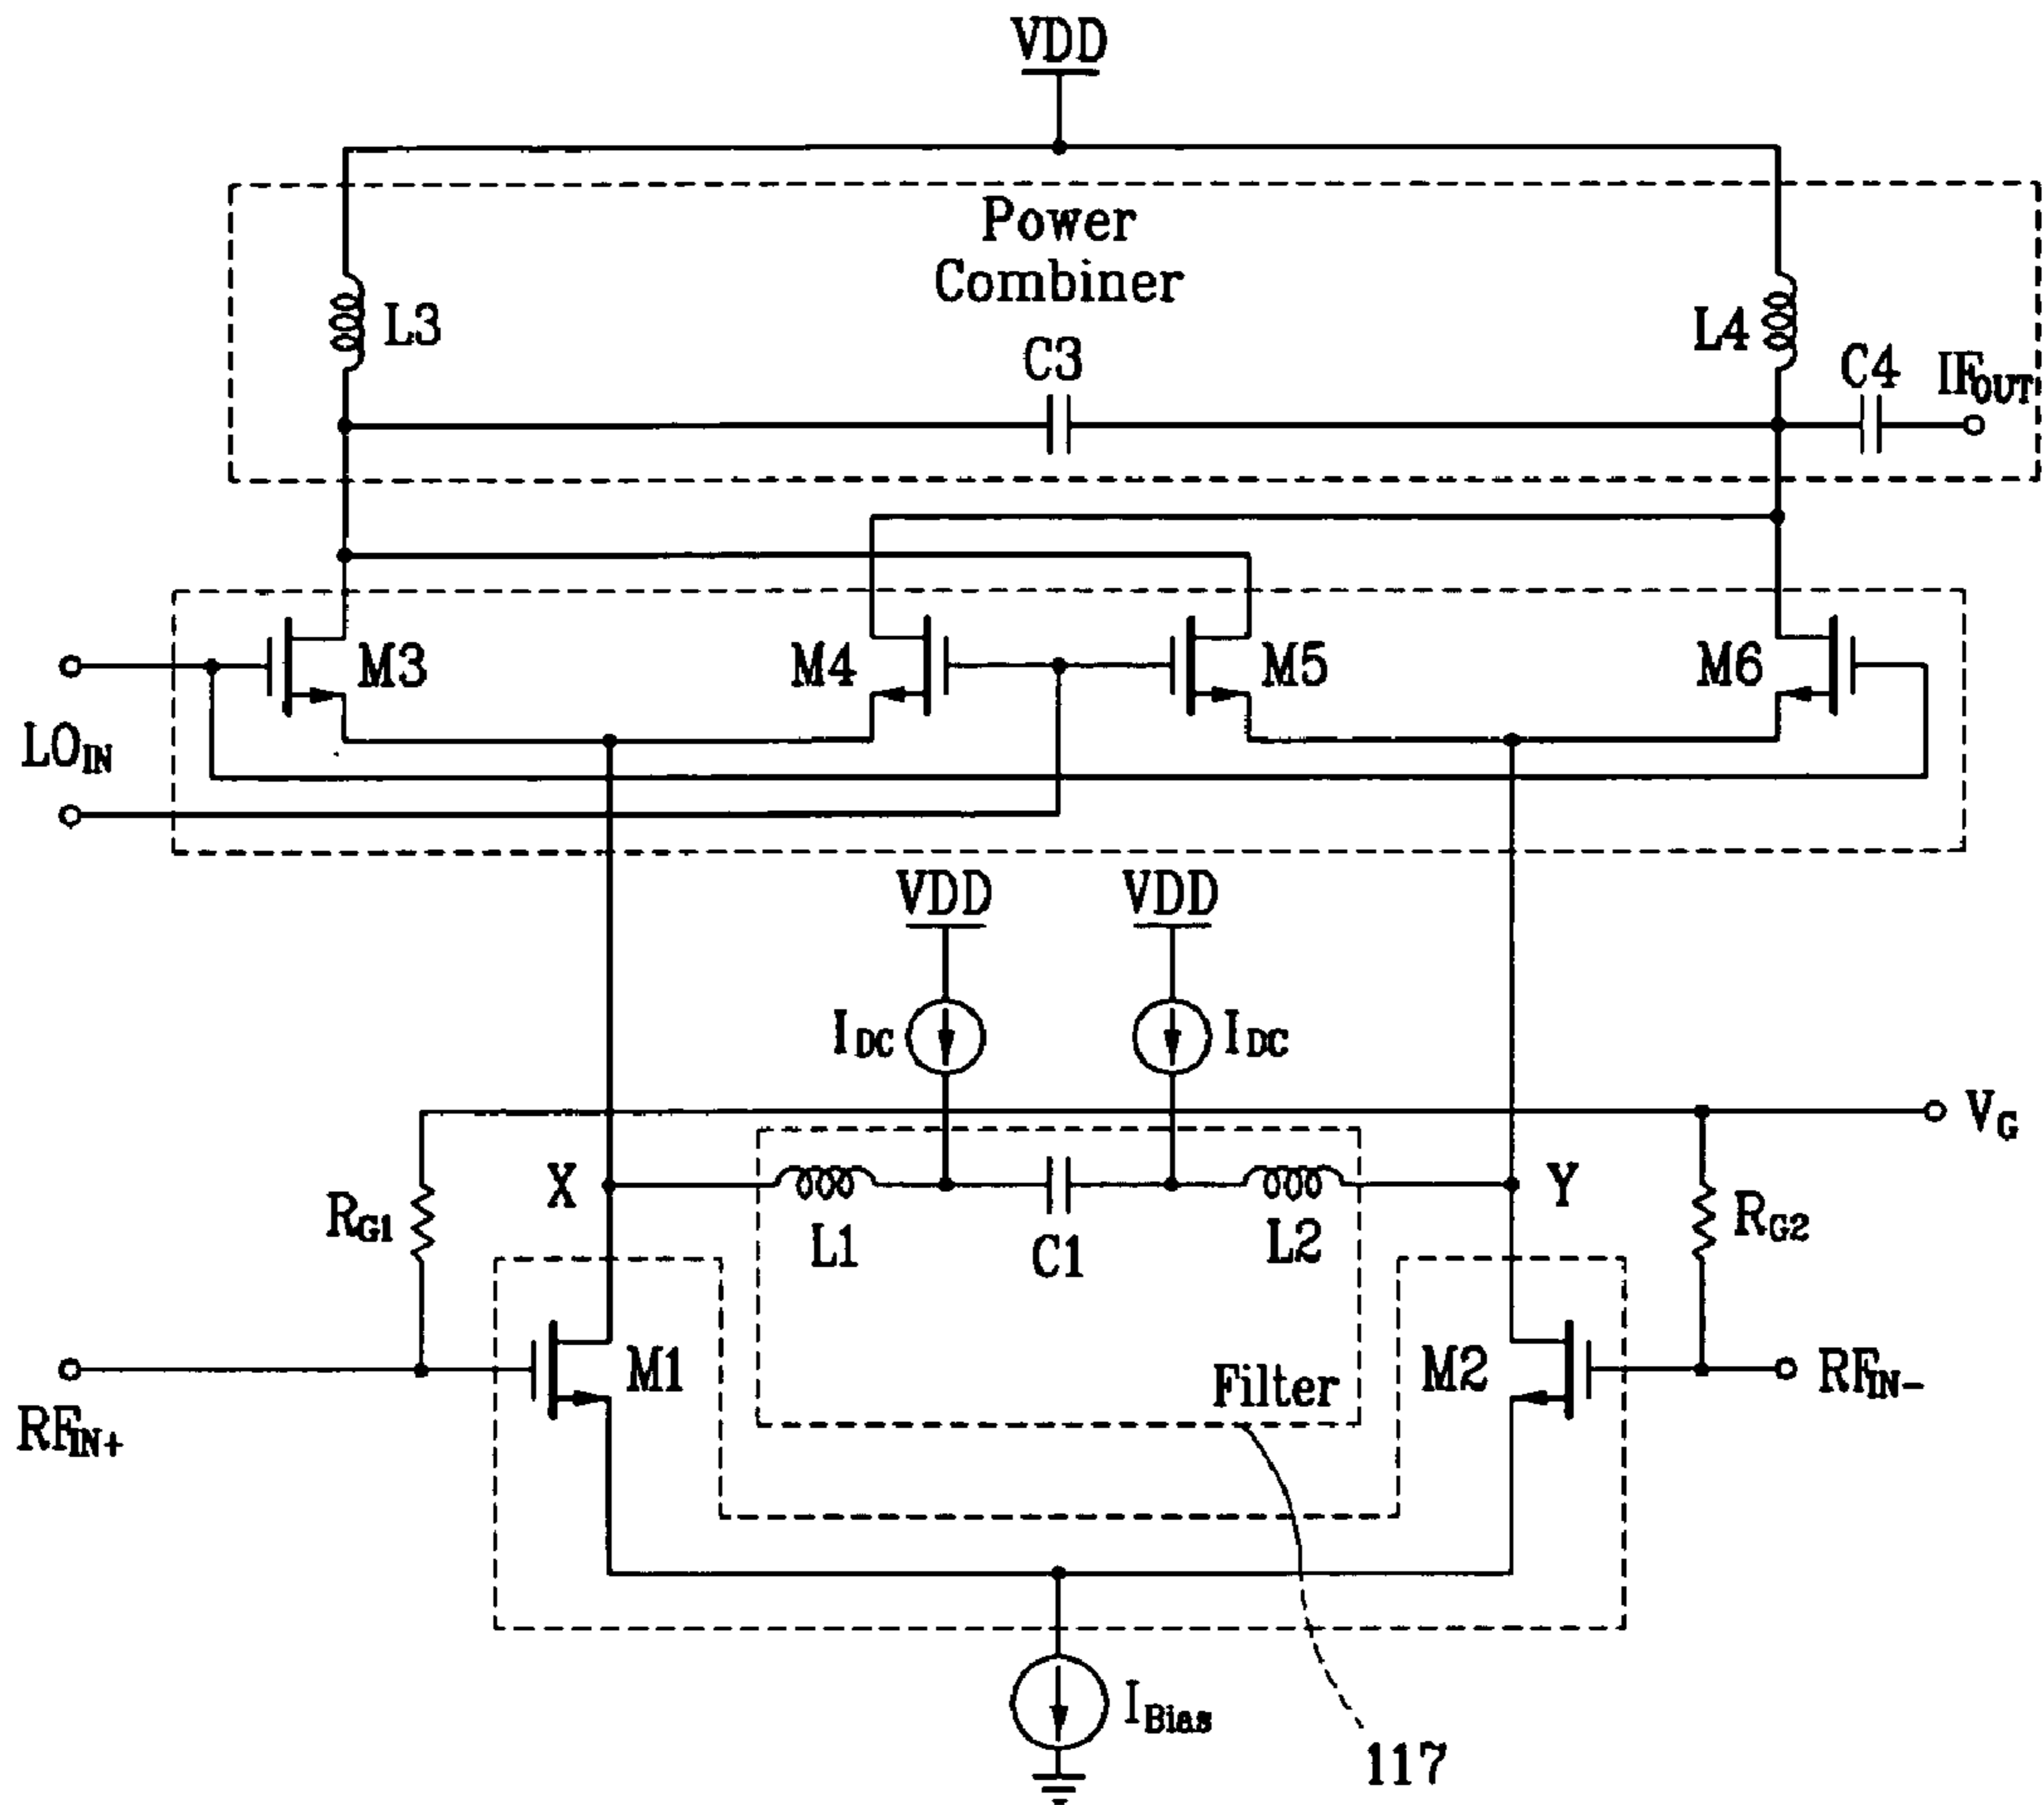 VDD
Power
Combiner
L3
L4
C3
C4
IFOUT
M3
M4
M5
M6
LOIN
VDD
VDD
IDC
IDC
VG
X
Y
RG1
RG2
L1
C1
L2
M1
M2
Filter
RFIN+
RFIN-
IBias
117